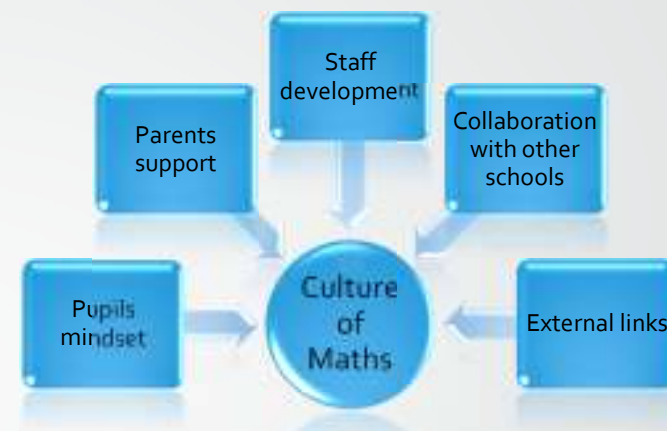 Staff
development
Parents
support
Collaboration
with other
schools
Pupils
mindset
Culture
of
Maths
External links